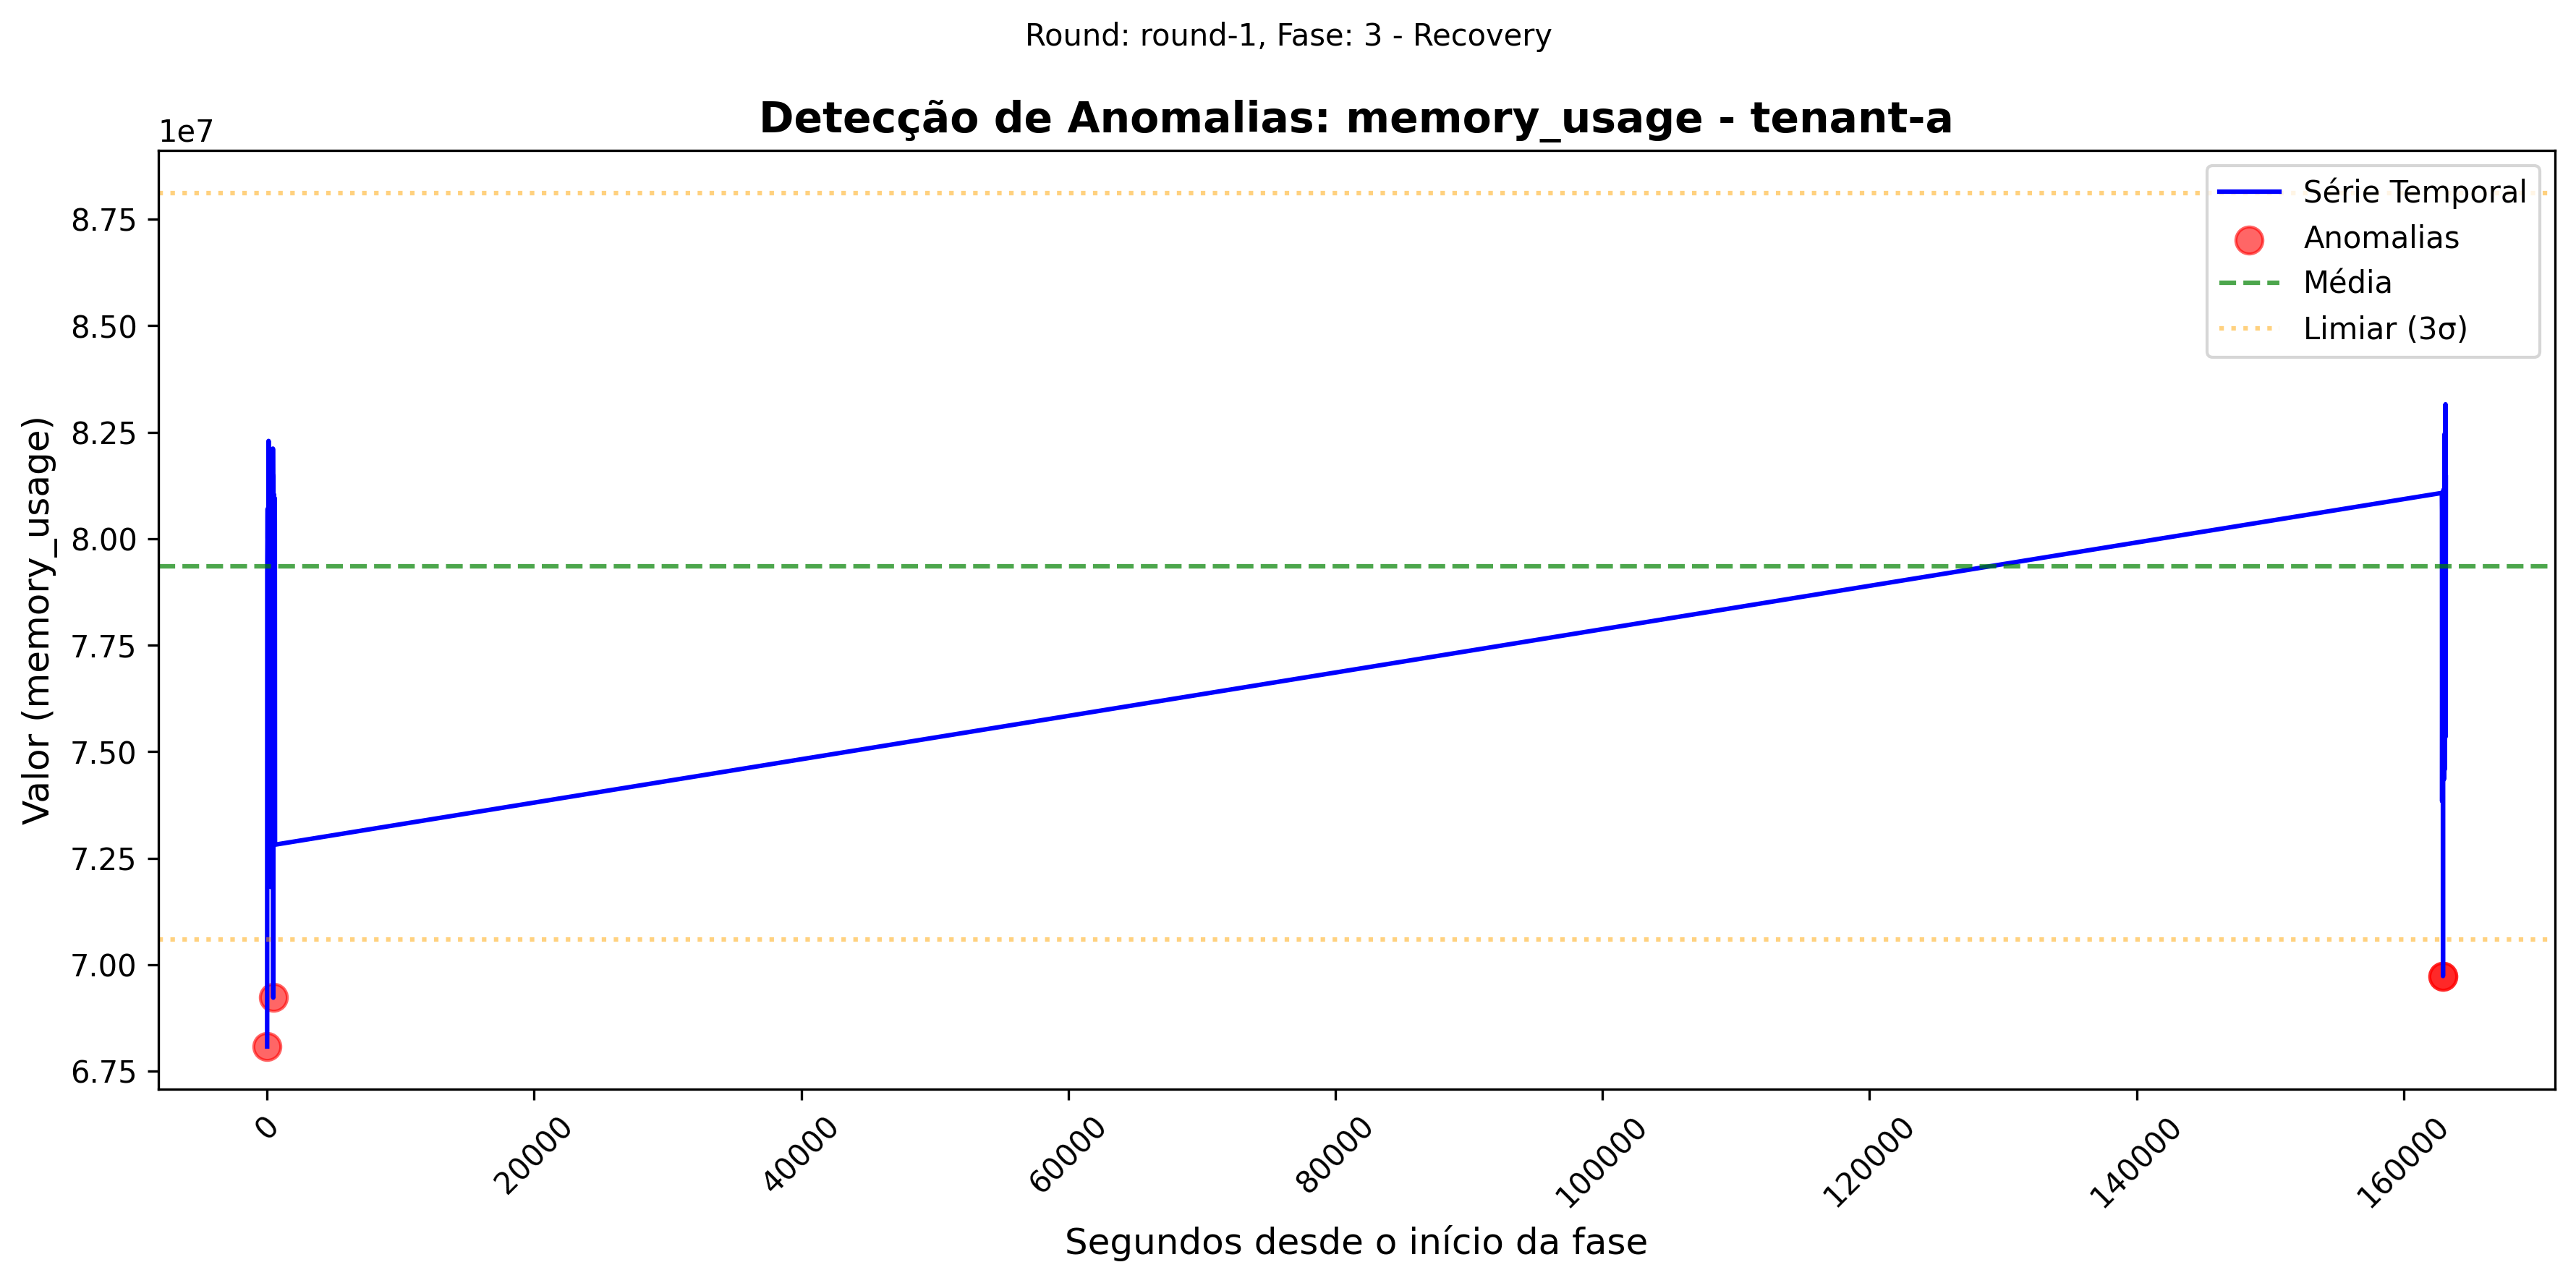 Round: round-1, Fase: 3 - Recovery
Detecção de Anomalias: memory_usage - tenant-a
1e7
Série Temporal
Anomalias
Média
Limiar (3σ)
8.75
8.50
8.25
8.00
7.75
7.50
7.25
7.00
6.75
Valor (memory_usage)
0
20000
40000
60000
80000
100000
120000
140000
160000
Segundos desde o início da fase